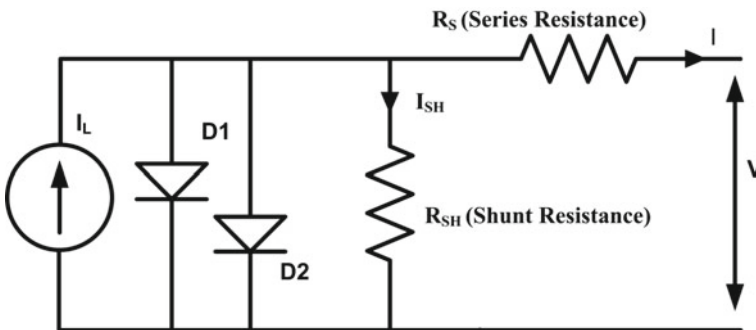 R_S (Series Resistance)
I
I_L
D1
I_SH
V
R_SH (Shunt Resistance)
D2